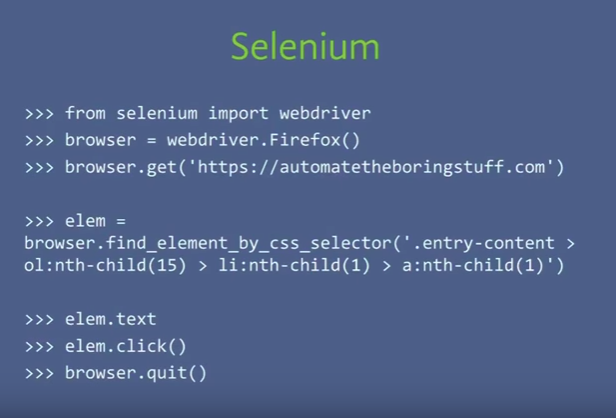 Selenium
>>> from selenium import webdriver
>>> browser = webdriver.Firefox()
>>> browser.get('https://automatetheboringstuff.com')
>>> elem =
browser.find_element_by_css_selector('.entry-content >
ol:nth-child(15) > li:nth-child(1) > a:nth-child(1)')
>>> elem.text
>>> elem.click()
>>> browser.quit()